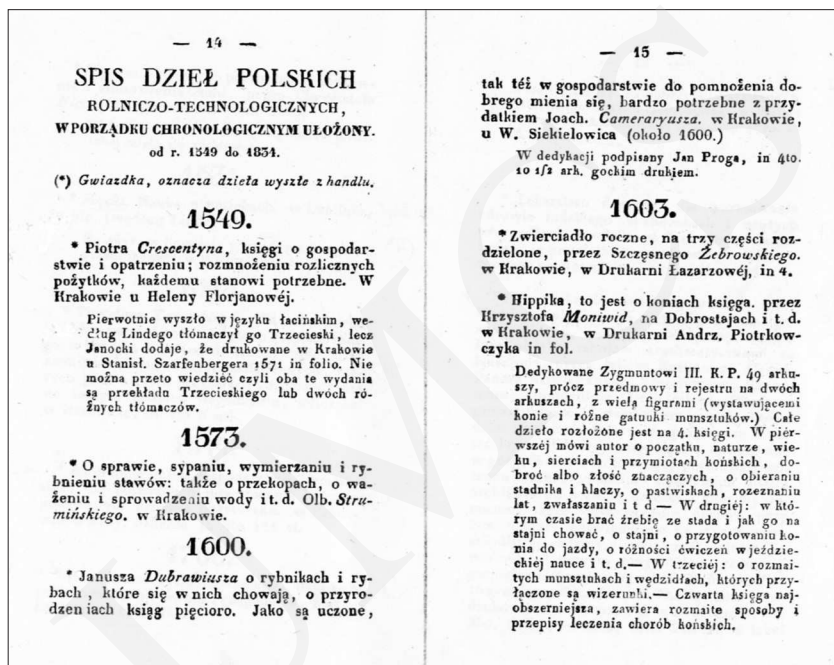 — 14 —
SPIS DZIEŁ POLSKICH
ROLNICZO-TECHNOLOGICZNYCH,
W PORZĄDKU CHRONOLOGICZNYM UŁOŻONY.
od r. 1549 do 1834.
(*) Gwiazdka, oznacza dzieła wyszłe z handlu.
1549.
* Piotra Crescentyna, księgi o gospodar-
stwie i opatrzeniu; rozmnożeniu rozlicznych
pożytków, każdemu stanowi potrzebne. W
Krakowie u Heleny Florjanowéj.
Pierwotnie wyszło w języku łacińskim, we-
dług Lindego tłómaczył go Trzecieski, lecz
Janocki dodaje, że drukowane w Krakowie
u Stanisł. Szarfenbergera 1571 in folio. Nie
można przeto wiedzieć czyli oba te wydania
są przekładu Trzecieskiego lub dwóch ró-
żnych tłómaczów.
1573.
* O sprawie, sypaniu, wymierzaniu i ry-
bnieniu stawów: także o przekopach, o wa-
żeniu i sprowadzeniu wody i t. d. Olb. Stru-
mińskiego. w Krakowie.
1600.
* Janusza Dubrawiusza o rybnikach i ry-
bach, które się w nich chowają, o przyro-
dzen iach ksiąg pięcioro. Jako są uczone,
— 15 —
tak téż w gospodarstwie do pomnożenia do-
brego mienia się, bardzo potrzebne z przy-
datkiem Joach. Cameraryusza. w Krakowie,
u W. Siekielowica (około 1600.)
W dedykacji podpisany Jan Proga, in 4to.
10 1/2 ark. gockim drukiem.
1603.
* Zwierciadło roczne, na trzy części roz-
dzielone, przez Szczęsnego Żebrowskiego.
w Krakowie, w Drukarni Łazarzowéj, in 4.
* Hippika, to jest o koniach księga. przez
Krzysztofa Moniwid, na Dobrostajach i t. d.
w Krakowie, w Drukarni Andrz. Piotrkow-
czyka in fol.
Dedykowane Zygmuntowi III. K. P. 49 arku-
szy, prócz przedmowy i rejestru na dwóch
arkuszach, z wielą figurami (wystawującemi
konie i różne gatunki munsztuków.) Całe
dzieło rozłożone jest na 4. księgi. W piér-
wszéj mówi autor o początku, naturze, wie-
ku, sierciach i przymiotach końskich, do-
broć albo złość znaczących, o obieraniu
stadnika i klaczy, o pastwiskach, rozeznaniu
lat, zwałaszaniu i t d — W drugiéj: w któ-
rym czasie brać źrebię ze stada i jak go na
stajni chować, o stajni, o przygotowaniu ko-
nia do jazdy, o różności ćwiczeń w jeździe-
ckiéj nauce i t. d.— W trzeciéj: o rozmai-
tych munsztukach i wędzidłach, których przy-
łączone są wizerunki.— Czwarta księga naj-
obszerniejsza, zawiera rozmaite sposoby i
przepisy leczenia chorób końskich.
UMCS